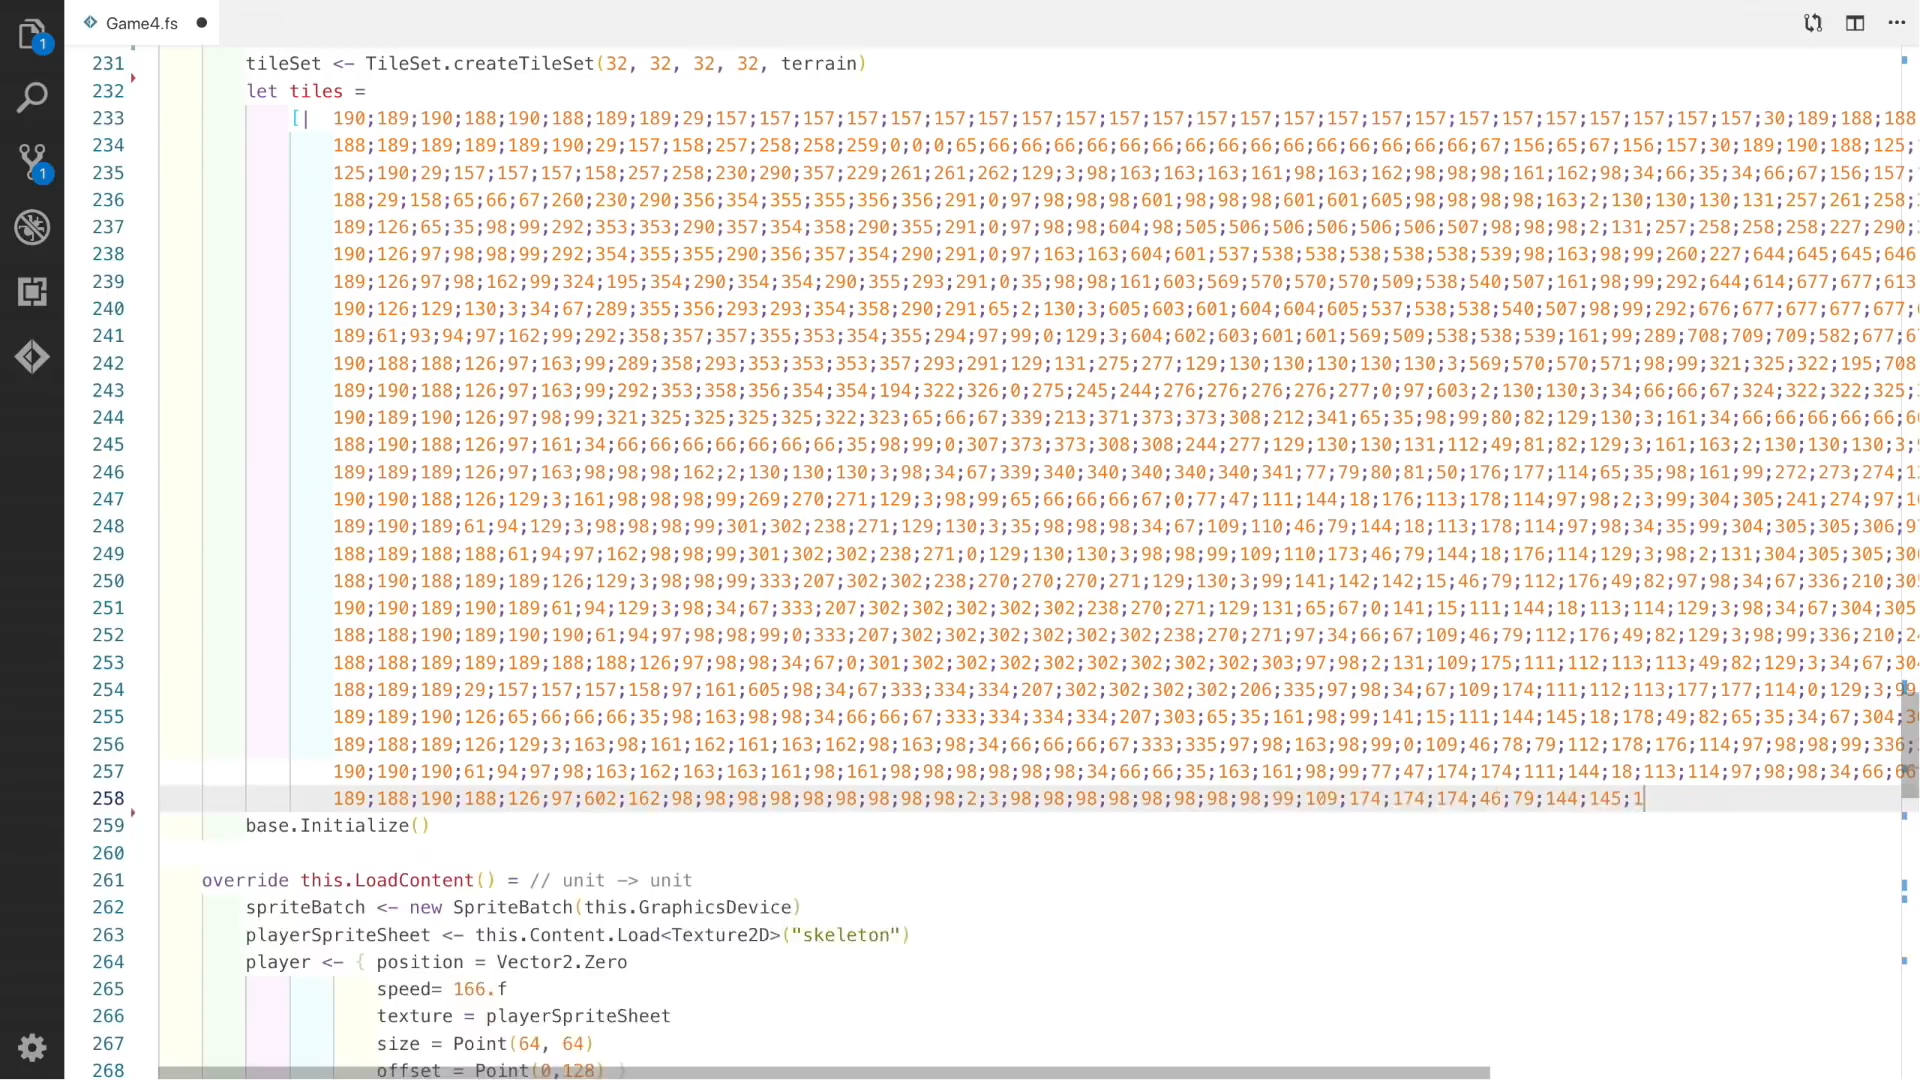 Game4.fs
1
1
231 tileSet <- TileSet.createTileSet(32, 32, 32, 32, terrain)
232 let tiles =
233 [| 190;189;190;188;190;188;189;189;29;157;157;157;157;157;157;157;157;157;157;157;157;157;157;157;157;157;157;157;157;157;157;157;157;30;189;188;188
234 188;189;189;189;189;190;29;157;158;257;258;258;259;0;0;0;65;66;66;66;66;66;66;66;66;66;66;66;66;67;156;65;67;156;157;30;189;190;188;125;
235 125;190;29;157;157;157;158;257;258;230;290;357;229;261;261;262;129;3;98;163;163;163;161;98;163;162;98;98;98;161;162;98;34;66;35;34;66;67;156;157;
236 188;29;158;65;66;67;260;230;290;356;354;355;355;356;356;291;0;97;98;98;98;601;98;98;98;601;601;605;98;98;98;98;163;2;130;130;130;131;257;261;258;
237 189;126;65;35;98;99;292;353;353;290;357;354;358;290;355;291;0;97;98;98;604;98;505;506;506;506;506;506;507;98;98;98;2;131;257;258;258;258;227;290;
238 190;126;97;98;98;99;292;354;355;355;290;356;357;354;290;291;0;97;163;163;604;601;537;538;538;538;538;538;539;98;163;98;99;260;227;644;645;645;646
239 189;126;97;98;162;99;324;195;354;290;354;354;290;355;293;291;0;35;98;98;161;603;569;570;570;570;509;538;540;507;161;98;99;292;644;614;677;677;613
240 190;126;129;130;3;34;67;289;355;356;293;293;354;358;290;291;65;2;130;3;605;603;601;604;604;605;537;538;538;540;507;98;99;292;676;677;677;677;677;
241 189;61;93;94;97;162;99;292;358;357;357;355;353;354;355;294;97;99;0;129;3;604;602;603;601;601;569;509;538;538;539;161;99;289;708;709;709;582;677;6
242 190;188;188;126;97;163;99;289;358;293;353;353;353;357;293;291;129;131;275;277;129;130;130;130;130;130;3;569;570;570;571;98;99;321;325;322;195;708
243 189;190;188;126;97;163;99;292;353;358;356;354;354;194;322;326;0;275;245;244;276;276;276;276;277;0;97;603;2;130;130;3;34;66;66;67;324;322;322;325;
244 190;189;190;126;97;98;99;321;325;325;325;325;322;323;65;66;67;339;213;371;373;373;308;212;341;65;35;98;99;80;82;129;130;3;161;34;66;66;66;66;66;6
245 188;190;188;126;97;161;34;66;66;66;66;66;66;66;35;98;99;0;307;373;373;308;308;244;277;129;130;130;131;112;49;81;82;129;3;161;163;2;130;130;130;3;
246 189;189;189;126;97;163;98;98;98;162;2;130;130;130;3;98;34;67;339;340;340;340;340;340;341;77;79;80;81;50;176;177;114;65;35;98;161;99;272;273;274;1
247 190;190;188;126;129;3;161;98;98;98;99;269;270;271;129;3;98;99;65;66;66;66;67;0;77;47;111;144;18;176;113;178;114;97;98;2;3;99;304;305;241;274;97;1
248 189;190;189;61;94;129;3;98;98;98;99;301;302;238;271;129;130;3;35;98;98;98;34;67;109;110;46;79;144;18;113;178;114;97;98;34;35;99;304;305;305;306;9
249 188;189;188;188;61;94;97;162;98;98;99;301;302;302;238;271;0;129;130;130;3;98;98;99;109;110;173;46;79;144;18;176;114;129;3;98;2;131;304;305;305;30
250 188;190;188;189;189;126;129;3;98;98;99;333;207;302;302;238;270;270;270;271;129;130;3;99;141;142;142;15;46;79;112;176;49;82;97;98;34;67;336;210;30
251 190;190;189;190;189;61;94;129;3;98;34;67;333;207;302;302;302;302;302;238;270;271;129;131;65;67;0;141;15;111;144;18;113;114;129;3;98;34;67;304;305
252 188;188;190;189;190;190;61;94;97;98;98;99;0;333;207;302;302;302;302;302;302;238;270;271;97;34;66;67;109;46;79;112;176;49;82;129;3;98;99;336;210;2
253 188;188;189;189;189;188;188;126;97;98;98;34;67;0;301;302;302;302;302;302;302;302;302;303;97;98;2;131;109;175;111;112;113;113;49;82;129;3;34;67;30
254 188;189;189;29;157;157;157;158;97;161;605;98;34;67;333;334;334;207;302;302;302;302;206;335;97;98;34;67;109;174;111;112;113;177;177;114;0;129;3;99
255 189;189;190;126;65;66;66;66;35;98;163;98;98;34;66;66;67;333;334;334;334;207;303;65;35;161;98;99;141;15;111;144;145;18;178;49;82;65;35;34;67;304;3
256 189;188;189;126;129;3;163;98;161;162;161;163;162;98;163;98;34;66;66;66;67;333;335;97;98;163;98;99;0;109;46;78;79;112;178;176;114;97;98;98;99;336;
257 190;190;190;61;94;97;98;163;162;163;163;161;98;161;98;98;98;98;98;98;34;66;66;35;163;161;98;99;77;47;174;174;111;144;18;113;114;97;98;98;34;66;66
258 189;188;190;188;126;97;602;162;98;98;98;98;98;98;98;98;98;2;3;98;98;98;98;98;98;98;98;99;109;174;174;174;46;79;144;145;1
259 base.Initialize()
260
261 override this.LoadContent() = // unit -> unit
262 spriteBatch <- new SpriteBatch(this.GraphicsDevice)
263 playerSpriteSheet <- this.Content.Load<Texture2D>("skeleton")
264 player <- { position = Vector2.Zero
265 speed= 166.f
266 texture = playerSpriteSheet
267 size = Point(64, 64)
268 offset = Point(0,128) }